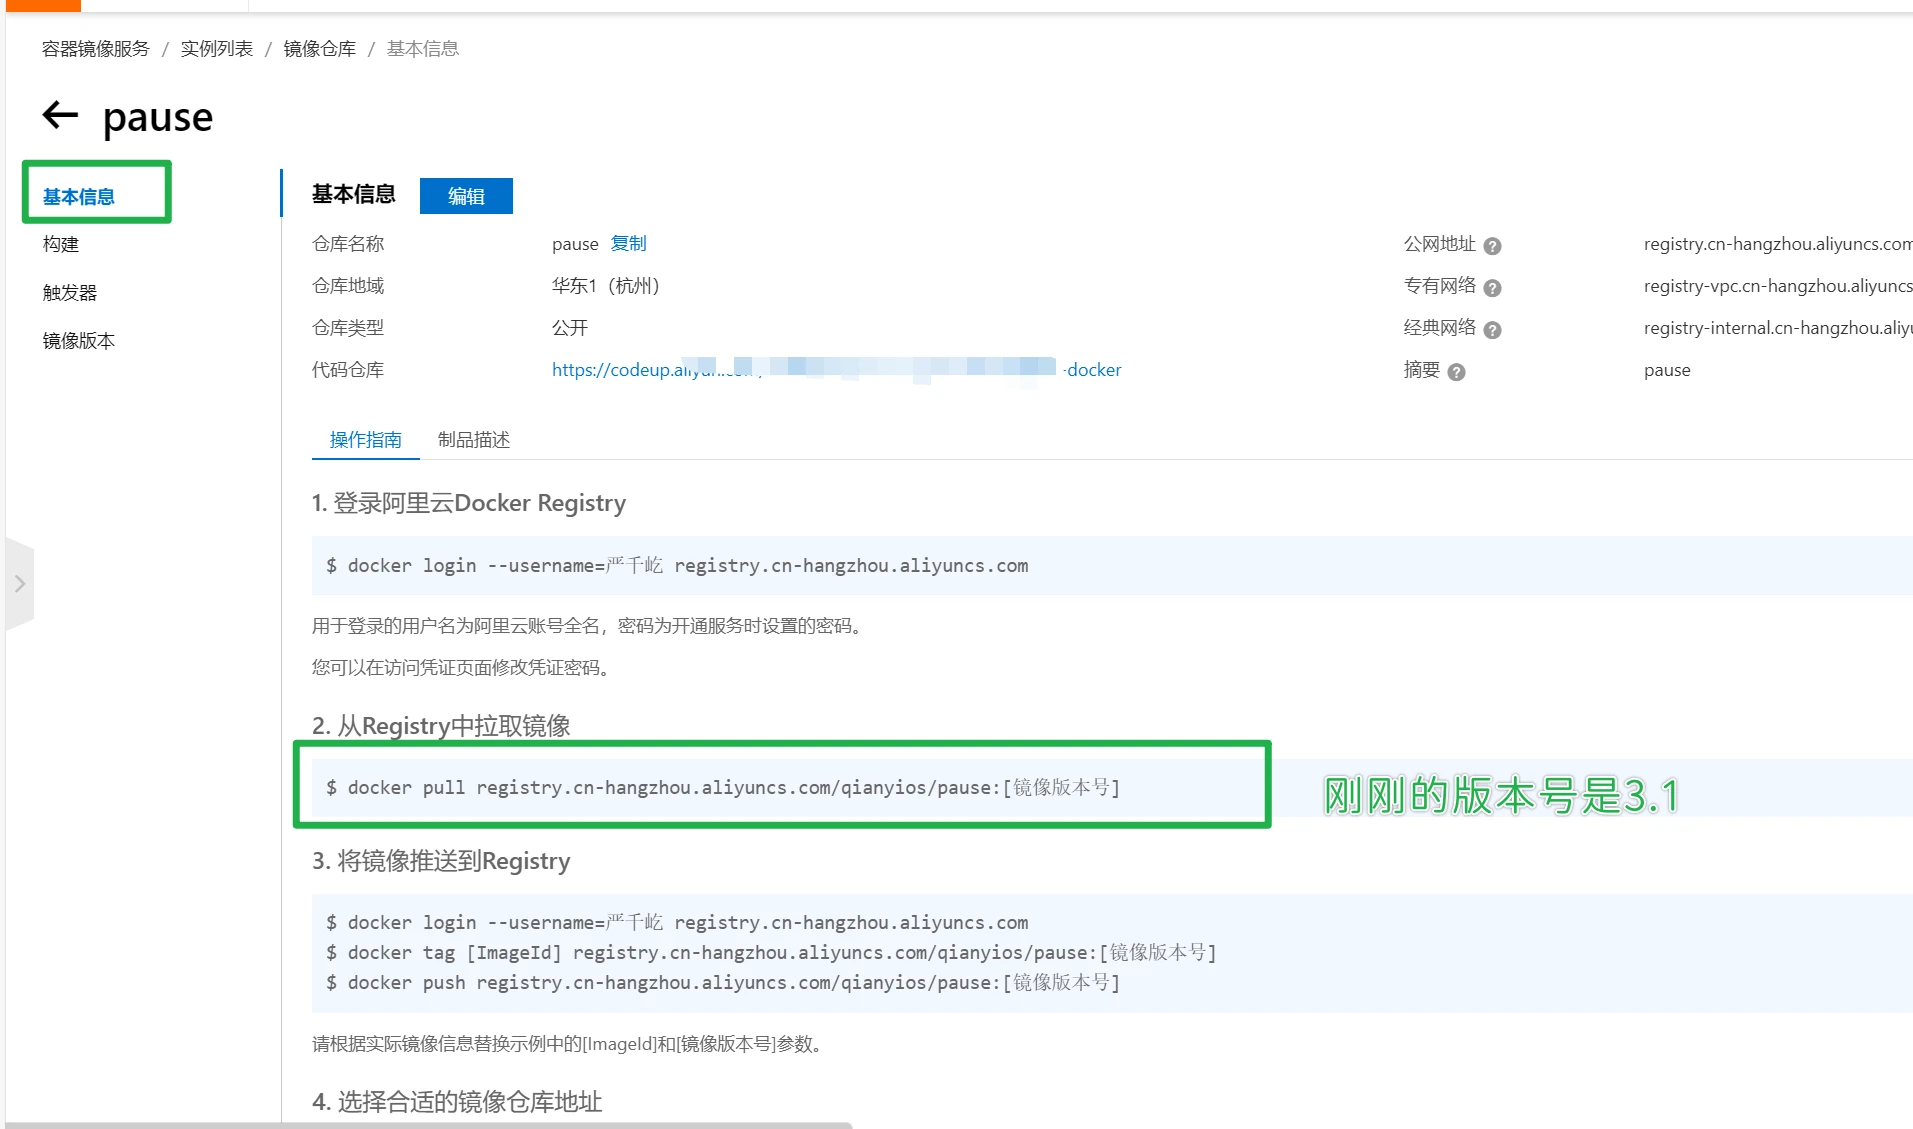 容器镜像服务 / 实例列表 / 镜像仓库 / 基本信息
pause
基本信息
构建
触发器
镜像版本
基本信息 编辑
仓库名称 pause 复制 公网地址 registry.cn-hangzhou.aliyuncs.com
仓库地域 华东1（杭州） 专有网络 registry-vpc.cn-hangzhou.aliyuncs
仓库类型 公开 经典网络 registry-internal.cn-hangzhou.aliyu
代码仓库 https://codeup.aliyun.com -docker 摘要 pause
操作指南 制品描述
1. 登录阿里云Docker Registry
$ docker login --username=严千屹 registry.cn-hangzhou.aliyuncs.com
用于登录的用户名为阿里云账号全名，密码为开通服务时设置的密码。
您可以在访问凭证页面修改凭证密码。
2. 从Registry中拉取镜像
$ docker pull registry.cn-hangzhou.aliyuncs.com/qianyios/pause:[镜像版本号]
刚刚的版本号是3.1
3. 将镜像推送到Registry
$ docker login --username=严千屹 registry.cn-hangzhou.aliyuncs.com
$ docker tag [ImageId] registry.cn-hangzhou.aliyuncs.com/qianyios/pause:[镜像版本号]
$ docker push registry.cn-hangzhou.aliyuncs.com/qianyios/pause:[镜像版本号]
请根据实际镜像信息替换示例中的[ImageId]和[镜像版本号]参数。
4. 选择合适的镜像仓库地址